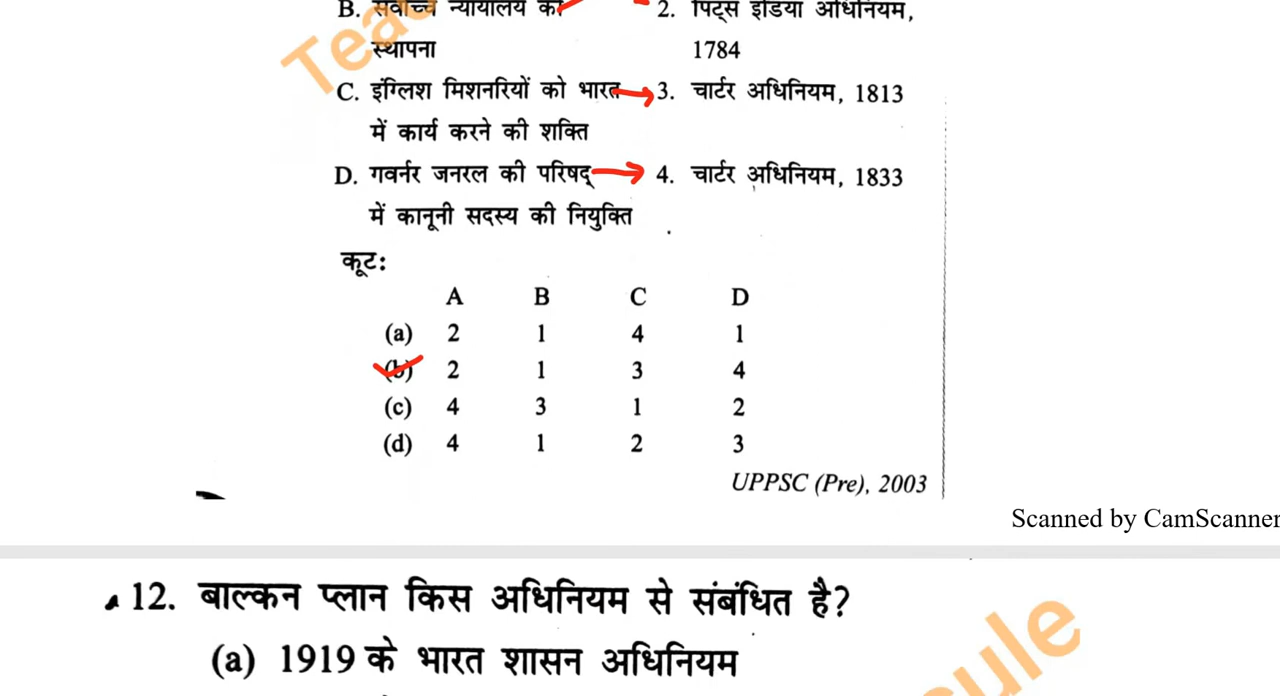 B. सर्वोच्च न्यायालय की 2. पिट्स इंडिया अधिनियम,
स्थापना 1784
C. इंग्लिश मिशनरियों को भारत 3. चार्टर अधिनियम, 1813
में कार्य करने की शक्ति
D. गवर्नर जनरल की परिषद् 4. चार्टर अधिनियम, 1833
में कानूनी सदस्य की नियुक्ति
कूटः
A B C D
(a) 2 1 4 1
(b) 2 1 3 4
(c) 4 3 1 2
(d) 4 1 2 3
UPPSC (Pre), 2003
Scanned by CamScanner
12. बाल्कन प्लान किस अधिनियम से संबंधित है?
(a) 1919 के भारत शासन अधिनियम